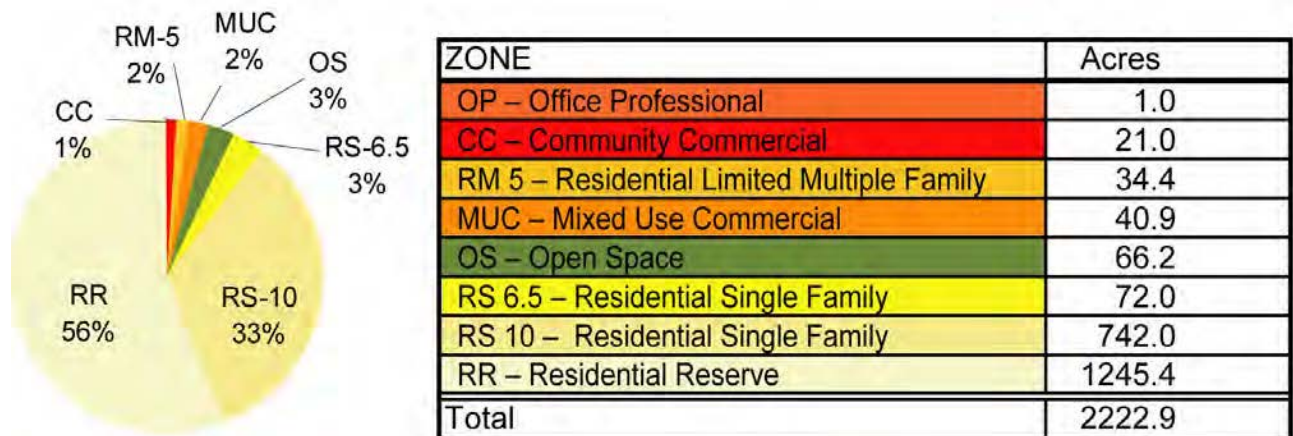 RM-5
2%
MUC
2%
OS
3%
CC
1%
RS-6.5
3%
RR
56%
RS-10
33%
ZONE Acres
OP – Office Professional 1.0
CC – Community Commercial 21.0
RM 5 – Residential Limited Multiple Family 34.4
MUC – Mixed Use Commercial 40.9
OS – Open Space 66.2
RS 6.5 – Residential Single Family 72.0
RS 10 – Residential Single Family 742.0
RR – Residential Reserve 1245.4
Total 2222.9